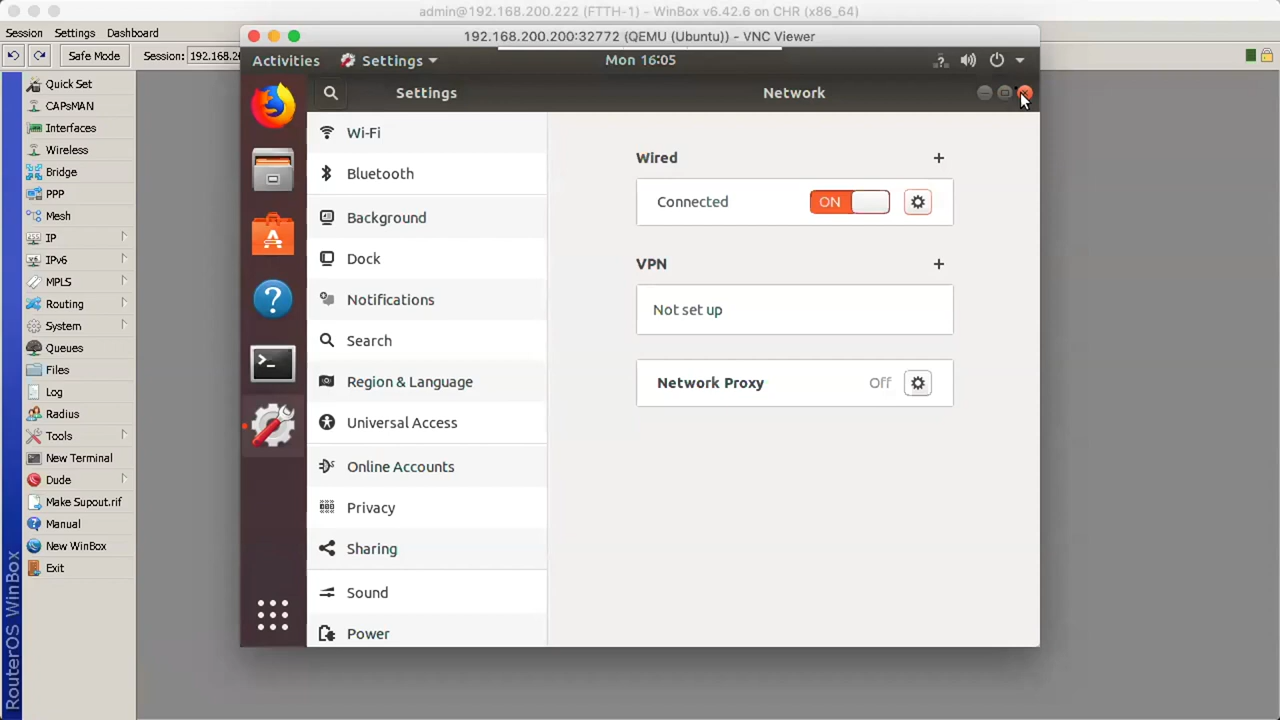 admin@192.168.200.222 (FTTH-1) - WinBox v6.42.6 on CHR (x86_64)
Session Settings Dashboard
Safe Mode Session: 192.168.20
192.168.200.200:32772 (QEMU (Ubuntu)) - VNC Viewer
Activities Settings Mon 16:05
Settings Network
Quick Set
CAPsMAN
Interfaces
Wireless
Bridge
PPP
Mesh
IP
IPv6
MPLS
Routing
System
Queues
Files
Log
Radius
Tools
New Terminal
Dude
Make Supout.rif
Manual
New WinBox
Exit
RouterOS WinBox
Wi-Fi
Bluetooth
Background
Dock
Notifications
Search
Region & Language
Universal Access
Online Accounts
Privacy
Sharing
Sound
Power
Wired +
Connected ON
VPN +
Not set up
Network Proxy Off